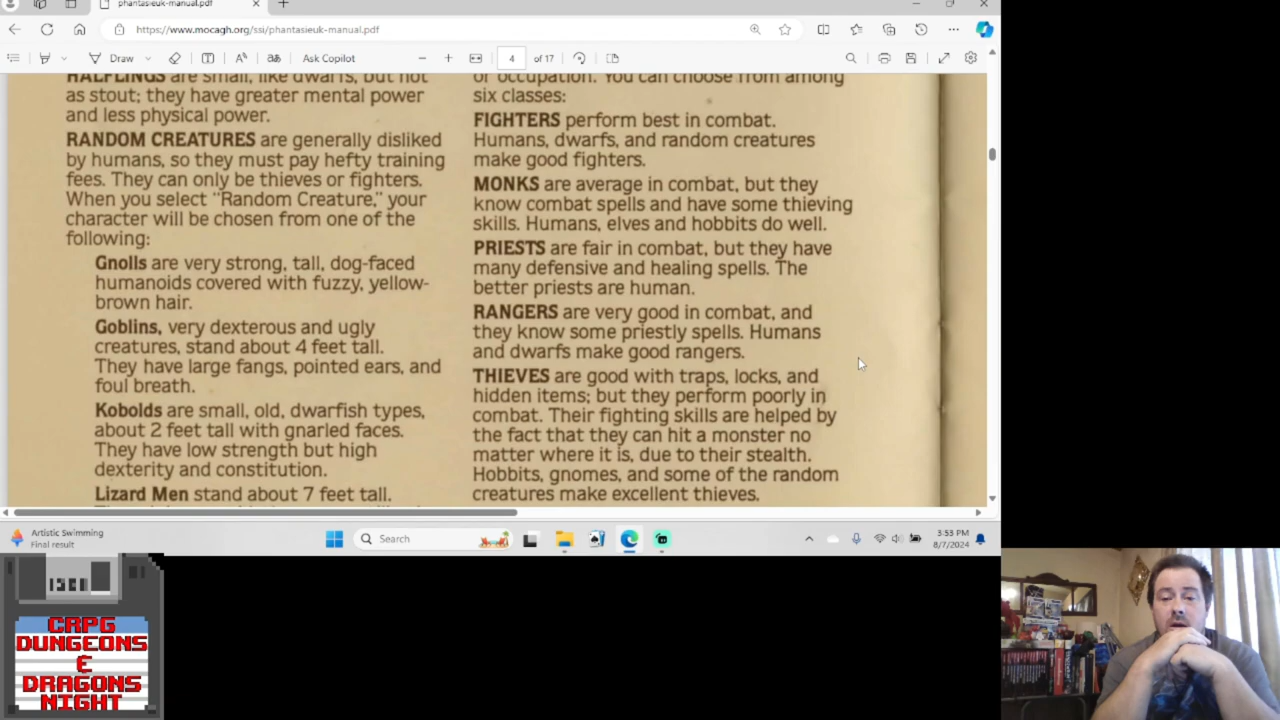 phantasieuk-manual.pdf
https://www.mocagh.org/ssi/phantasieuk-manual.pdf
Draw
Ask Copilot
4 of 17
HALFLINGS are small, like dwarfs, but not
as stout; they have greater mental power
and less physical power.
RANDOM CREATURES are generally disliked
by humans, so they must pay hefty training
fees. They can only be thieves or fighters.
When you select "Random Creature," your
character will be chosen from one of the
following:
Gnolls are very strong, tall, dog-faced
humanoids covered with fuzzy, yellow-
brown hair.
Goblins, very dexterous and ugly
creatures, stand about 4 feet tall.
They have large fangs, pointed ears, and
foul breath.
Kobolds are small, old, dwarfish types,
about 2 feet tall with gnarled faces.
They have low strength but high
dexterity and constitution.
Lizard Men stand about 7 feet tall.
or occupation. You can choose from among
six classes:
FIGHTERS perform best in combat.
Humans, dwarfs, and random creatures
make good fighters.
MONKS are average in combat, but they
know combat spells and have some thieving
skills. Humans, elves and hobbits do well.
PRIESTS are fair in combat, but they have
many defensive and healing spells. The
better priests are human.
RANGERS are very good in combat, and
they know some priestly spells. Humans
and dwarfs make good rangers.
THIEVES are good with traps, locks, and
hidden items; but they perform poorly in
combat. Their fighting skills are helped by
the fact that they can hit a monster no
matter where it is, due to their stealth.
Hobbits, gnomes, and some of the random
creatures make excellent thieves.
Artistic Swimming
Final result
Search
3:53 PM
8/7/2024
CRPG
DUNGEONS
&
DRAGONS
NIGHT